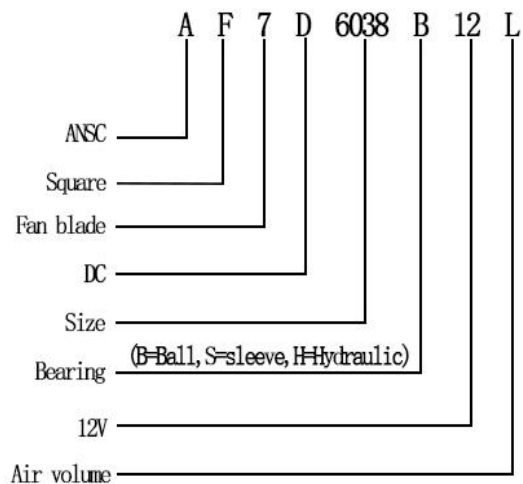 A F 7 D 6038 B 12 L
ANSC
Square
Fan blade
DC
Size
(B=Ball, S=sleeve, H=Hydraulic)
Bearing
12V
Air volume